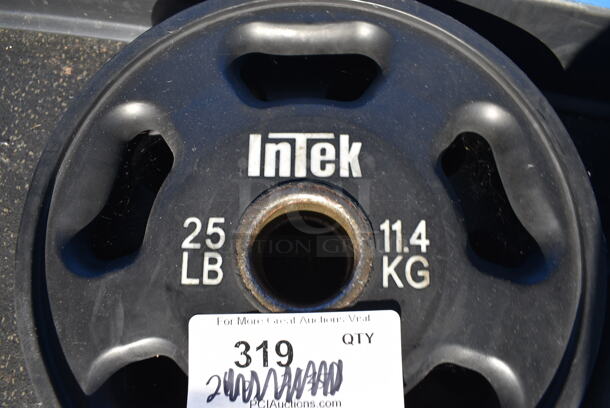 InTek
25 11.4
LB KG
For More Great Auctions Visit
319 QTY
PCIAuctions.com